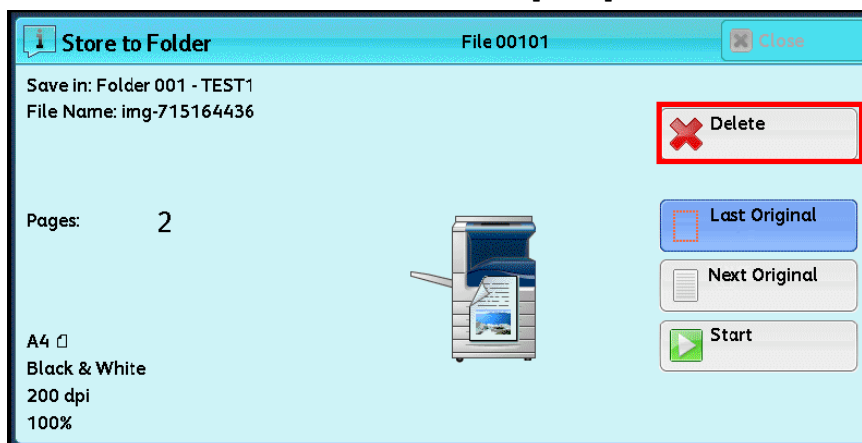 Store to Folder
File 00101
Close
Save in: Folder 001 - TEST1
File Name: img-715164436
Delete
Pages: 2
Last Original
Next Original
Start
A4
Black & White
200 dpi
100%